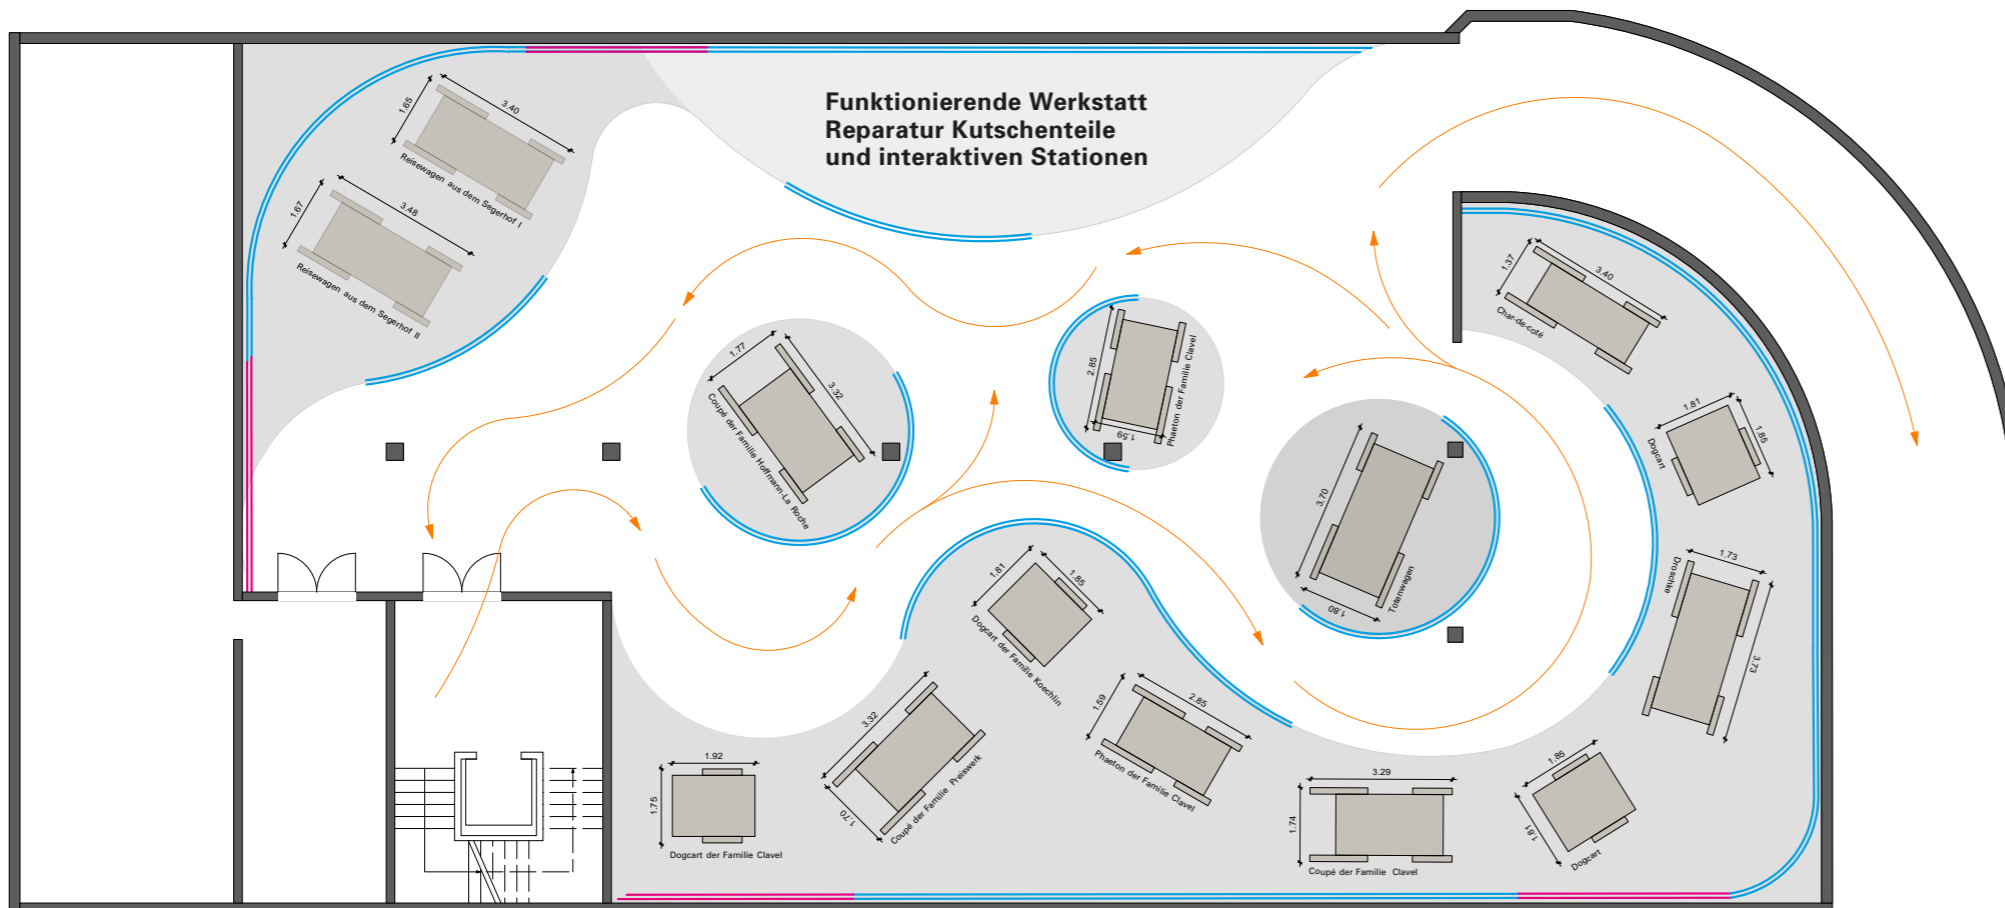 Funktionierende Werkstatt
Reparatur Kutschenteile
und interaktiven Stationen
1.65
3.40
Reisewagen aus dem Segerhof I
1.67
3.48
Reisewagen aus dem Segerhof II
1.77
3.32
Coupé der Familie Hoffmann-La Roche
2.85
1.59
Phaeton der Familie Clavel
3.70
1.80
Totenwagen
1.37
3.40
Char-de-coté
1.81
1.85
Dogcart
1.73
3.73
Droschke
1.81
1.85
Dogcart der Familie Koechlin
1.59
2.85
Phaeton der Familie Clavel
3.32
1.70
Coupé der Familie Preiswerk
1.92
1.75
Dogcart der Familie Clavel
3.29
1.74
Coupé der Familie Clavel
1.85
1.81
Dogcart